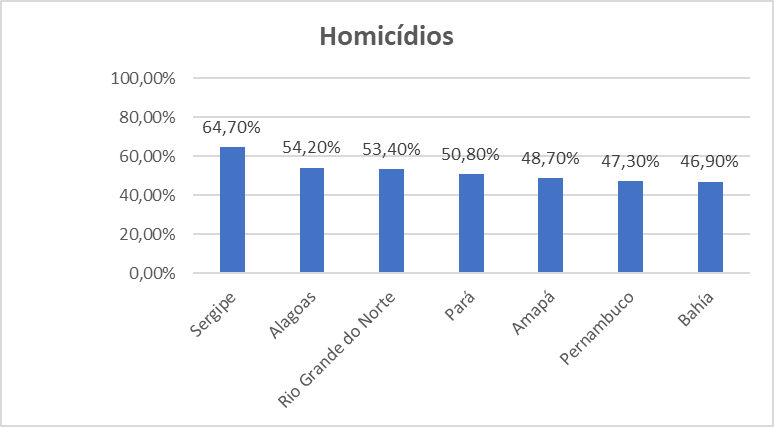 Homicídios
100,00%
80,00%
60,00%
40,00%
20,00%
0,00%
64,70%
54,20%
53,40%
50,80%
48,70%
47,30%
46,90%
Sergipe
Alagoas
Rio Grande do Norte
Pará
Amapá
Pernambuco
Bahía